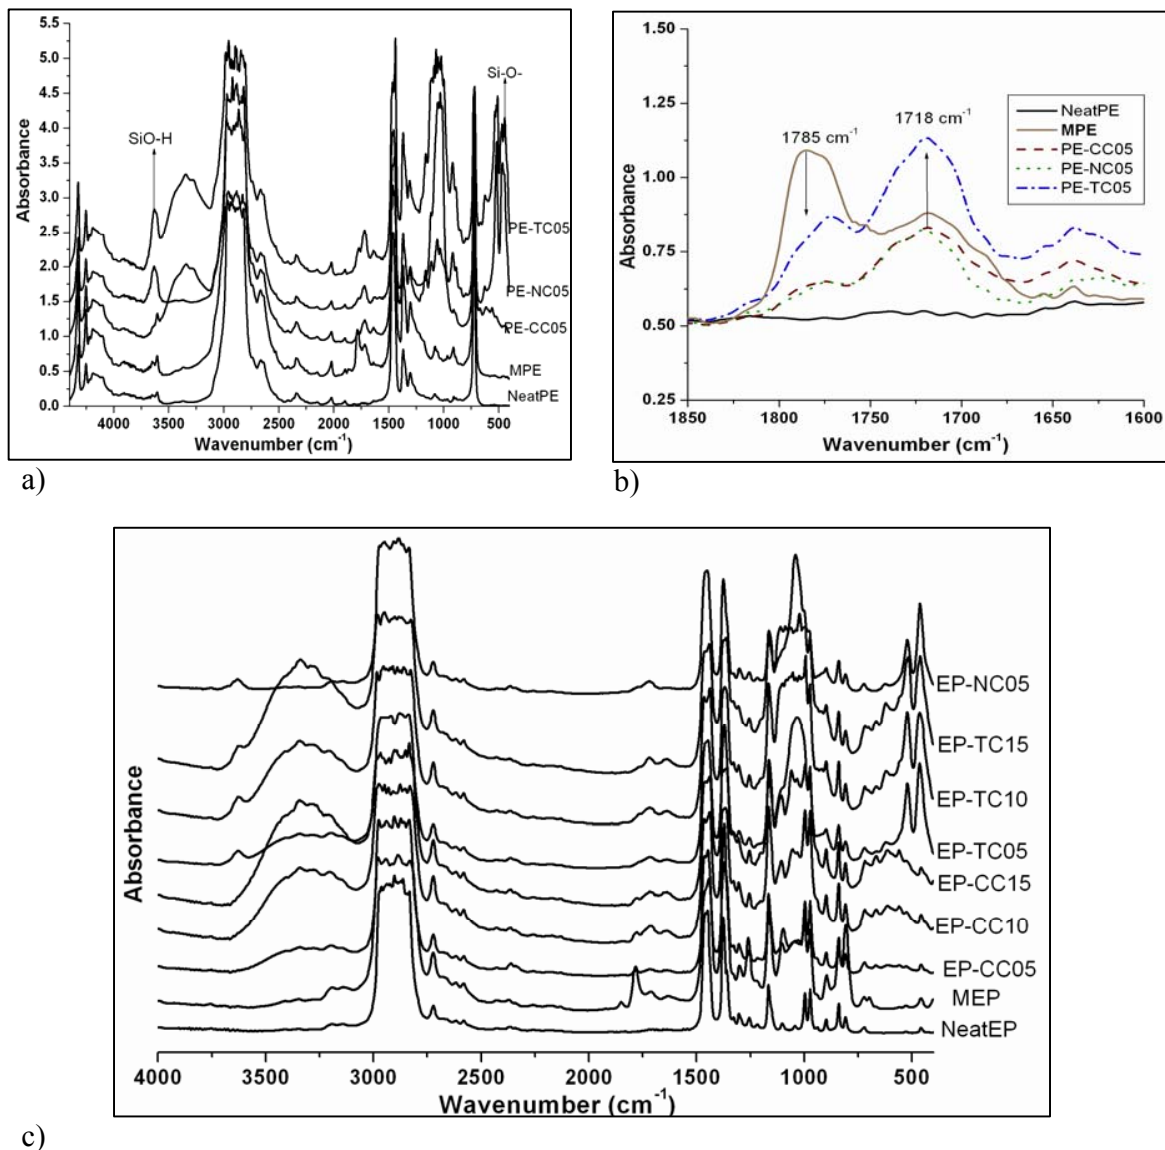 5.5
5.0
4.5
4.0
3.5
3.0
2.5
2.0
1.5
1.0
0.5
0.0
Absorbance
SiO-H
Si-O-
PE-TC05
PE-NC05
PE-CC05
MPE
NeatPE
4000 3500 3000 2500 2000 1500 1000 500
Wavenumber (cm⁻¹)
a)
1.50
1.25
1.00
0.75
0.50
0.25
Absorbance
1785 cm⁻¹
1718 cm⁻¹
NeatPE
MPE
PE-CC05
PE-NC05
PE-TC05
1850 1800 1750 1700 1650 1600
Wavenumber (cm⁻¹)
b)
Absorbance
EP-NC05
EP-TC15
EP-TC10
EP-TC05
EP-CC15
EP-CC10
EP-CC05
MEP
NeatEP
4000 3500 3000 2500 2000 1500 1000 500
Wavenumber (cm⁻¹)
c)